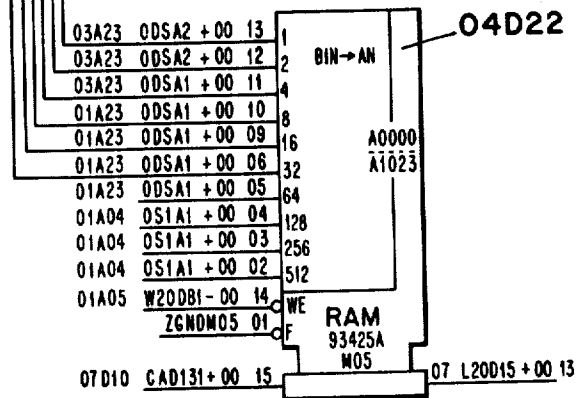 04D22
03A23 0DSA2 +00 13 1
03A23 0DSA2 +00 12 2 BIN→AN
03A23 0DSA1 +00 11 4
01A23 0DSA1 +00 10 8
01A23 0DSA1 +00 09 16 A0000
01A23 0DSA1 +00 06 32 A1023
01A23 0DSA1 +00 05 64
01A04 0S1A1 +00 04 128
01A04 0S1A1 +00 03 256
01A04 0S1A1 +00 02 512
01A05 W20DB1-00 14 WE
ZGNDM05 01 F RAM
93425A
M05
07D10 CAD131+00 15 07 L20D15+00 13